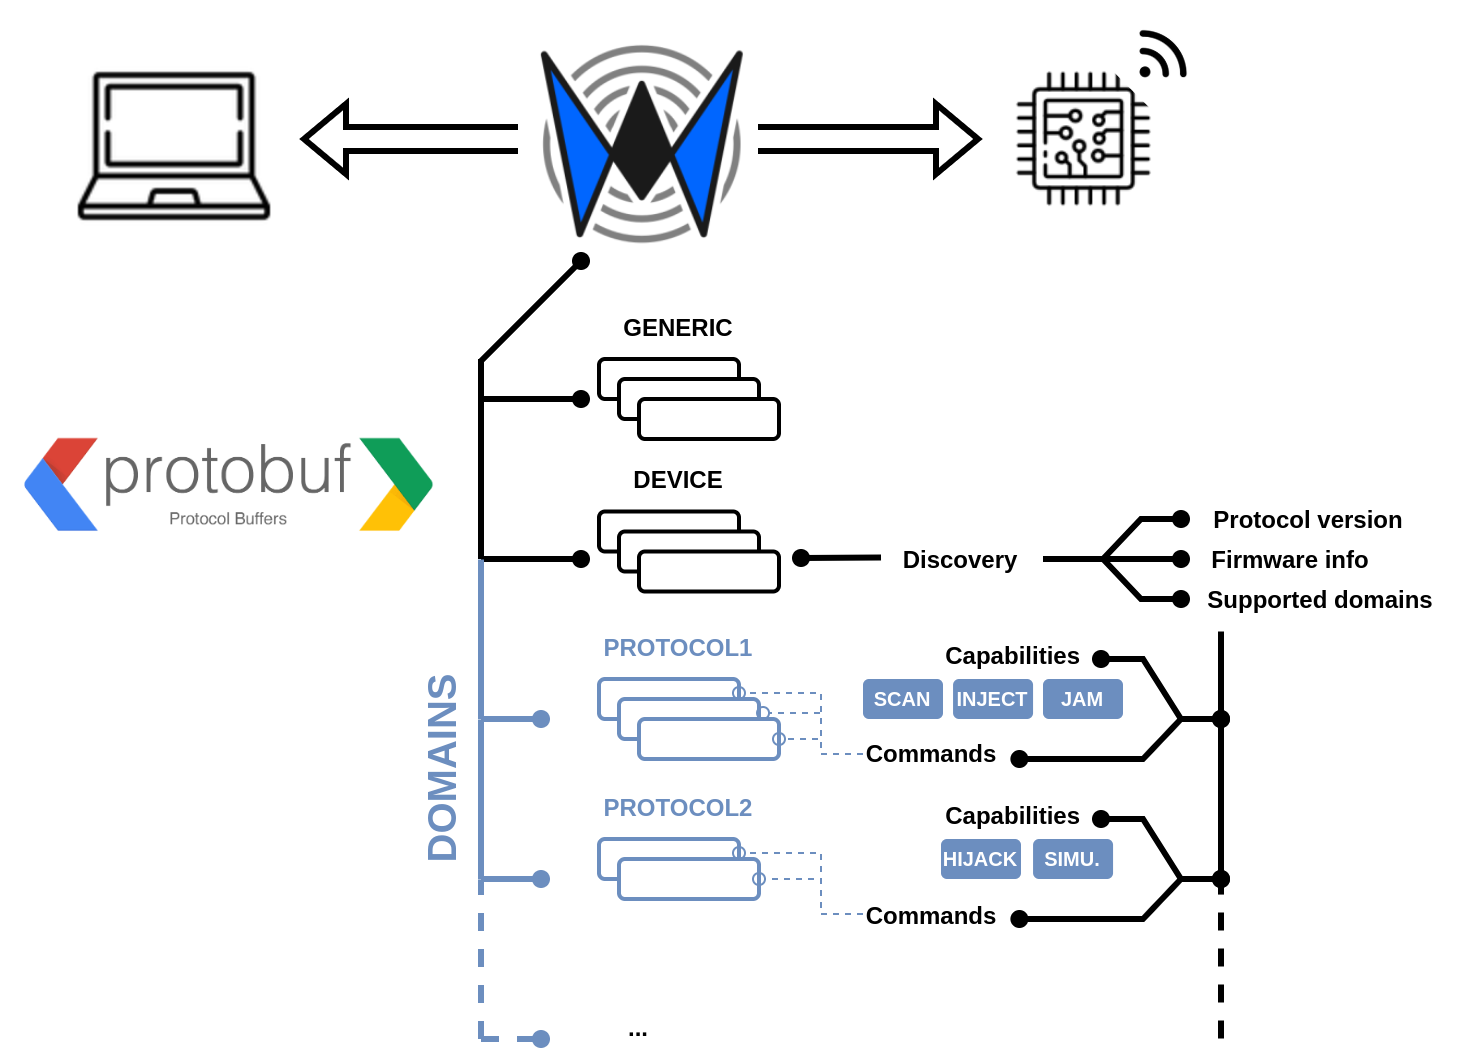 GENERIC
protobuf
Protocol Buffers
DEVICE
Discovery
Protocol version
Firmware info
Supported domains
DOMAINS
PROTOCOL1
Capabilities
SCAN INJECT JAM
Commands
PROTOCOL2
Capabilities
HIJACK SIMU.
Commands
...